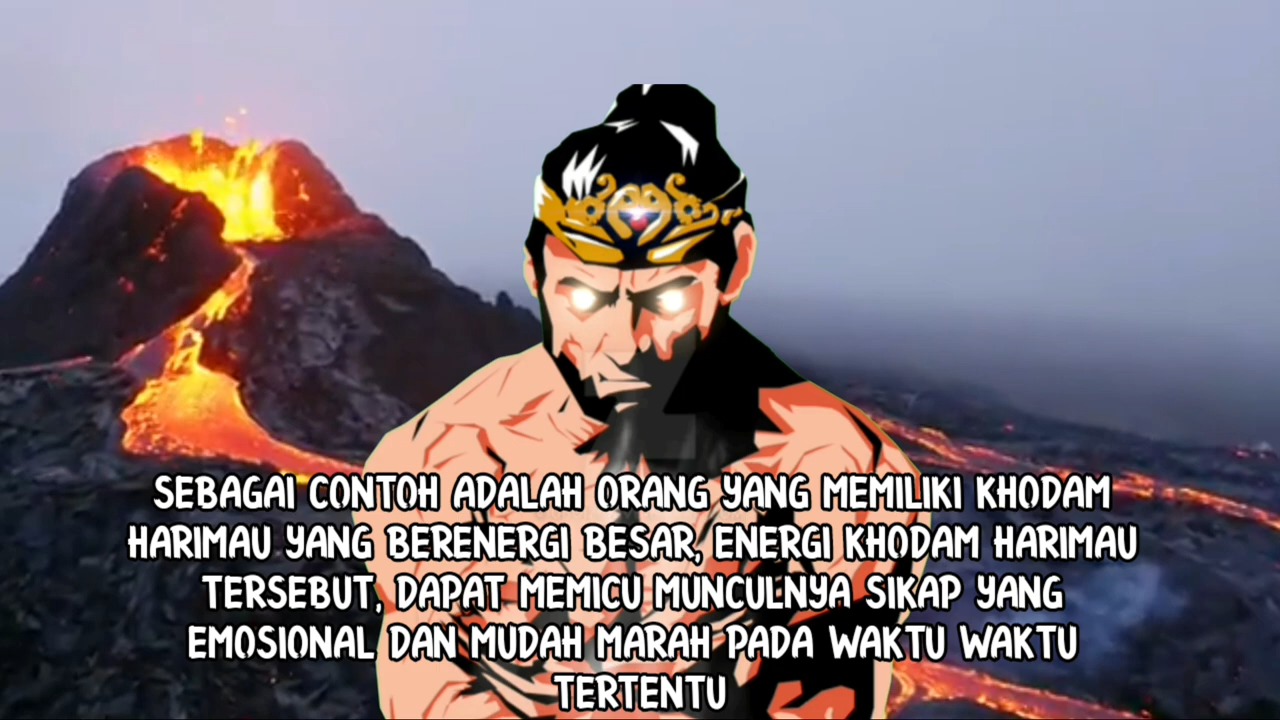 SEBAGAI CONTOH ADALAH ORANG YANG MEMILIKI KHODAM
HARIMAU YANG BERENERGI BESAR, ENERGI KHODAM HARIMAU
TERSEBUT, DAPAT MEMICU MUNCULNYA SIKAP YANG
EMOSIONAL DAN MUDAH MARAH PADA WAKTU WAKTU
TERTENTU